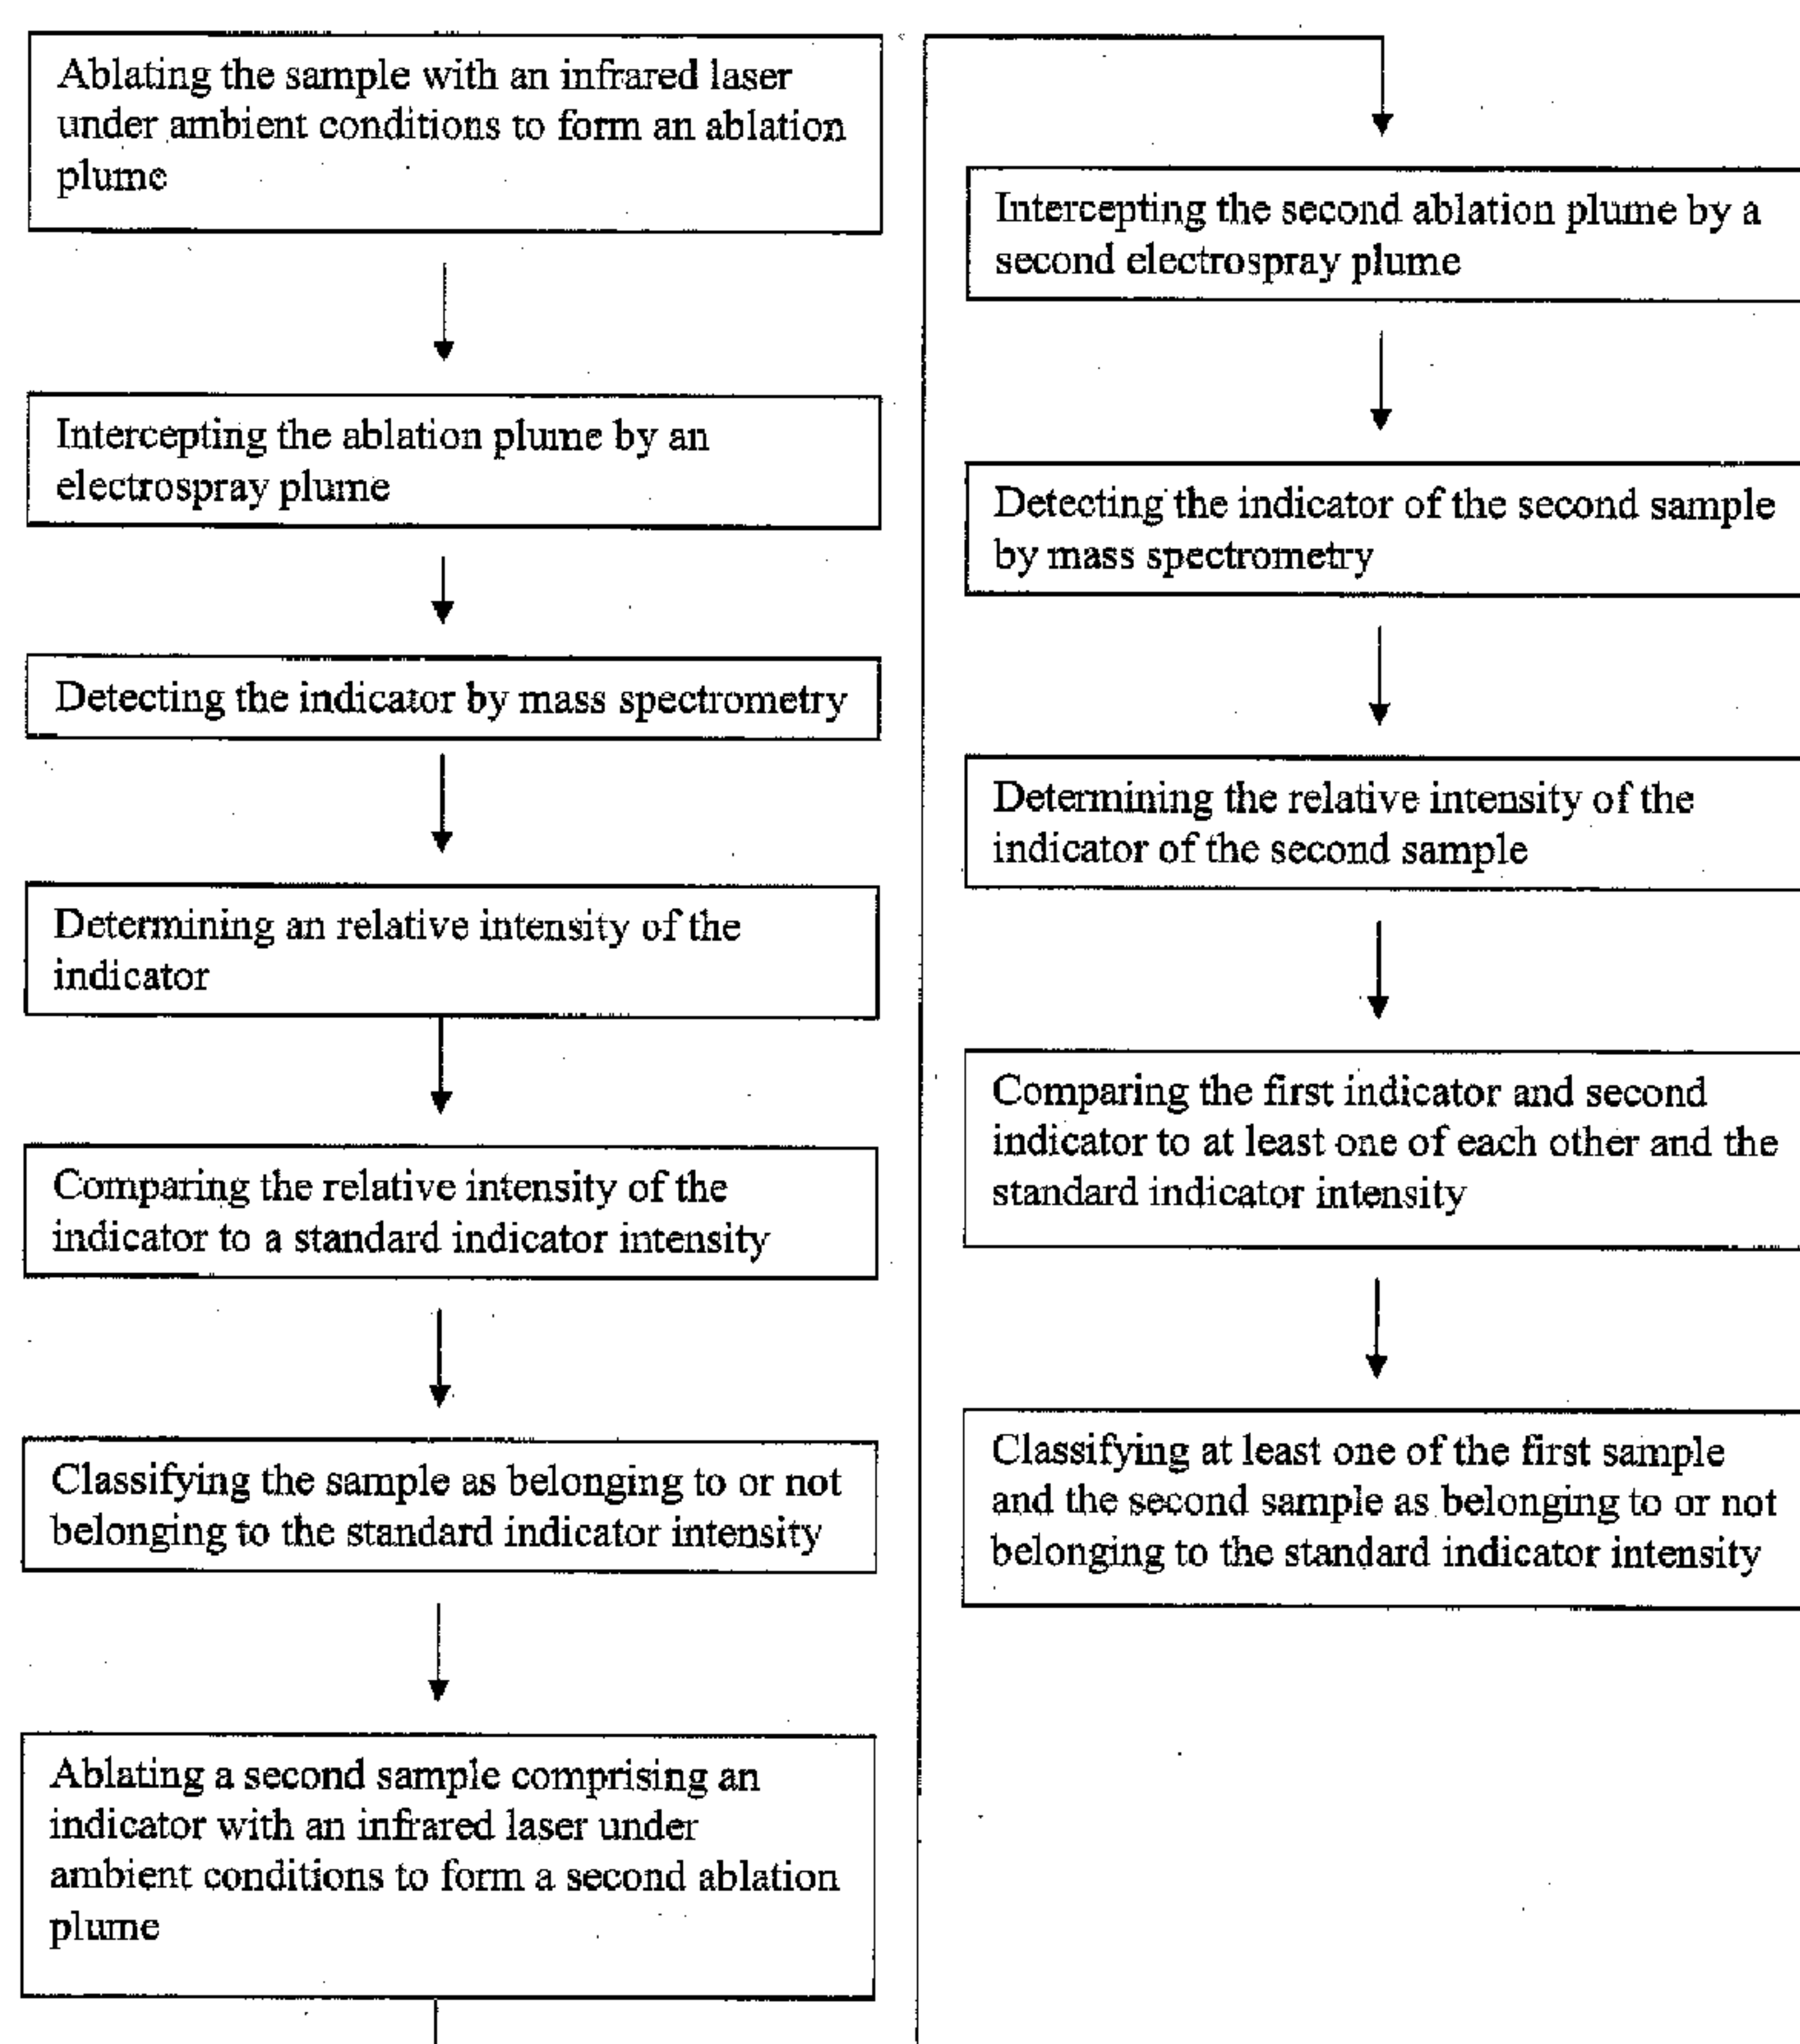 Ablating the sample with an infrared laser
under ambient conditions to form an ablation
plume
Intercepting the ablation plume by an
electrospray plume
Detecting the indicator by mass spectrometry
Determining an relative intensity of the
indicator
Comparing the relative intensity of the
indicator to a standard indicator intensity
Classifying the sample as belonging to or not
belonging to the standard indicator intensity
Ablating a second sample comprising an
indicator with an infrared laser under
ambient conditions to form a second ablation
plume
Intercepting the second ablation plume by a
second electrospray plume
Detecting the indicator of the second sample
by mass spectrometry
Determining the relative intensity of the
indicator of the second sample
Comparing the first indicator and second
indicator to at least one of each other and the
standard indicator intensity
Classifying at least one of the first sample
and the second sample as belonging to or not
belonging to the standard indicator intensity